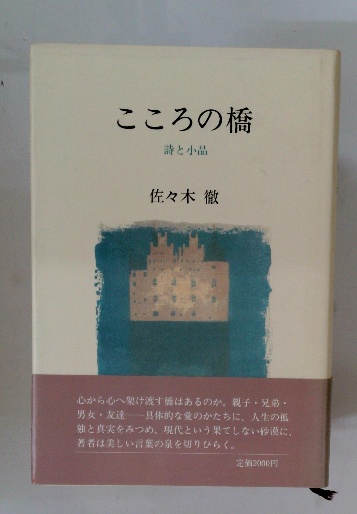 こころの橋
詩と小品
佐々木 徹
心から心へ架け渡す橋はあるのか。親子・兄弟・
男女・友達──具体的な愛のかたちに、人生の孤
独と真実をみつめ、現代という果てしない砂漠に、
著者は美しい言葉の泉を切りひらく。
定価2000円